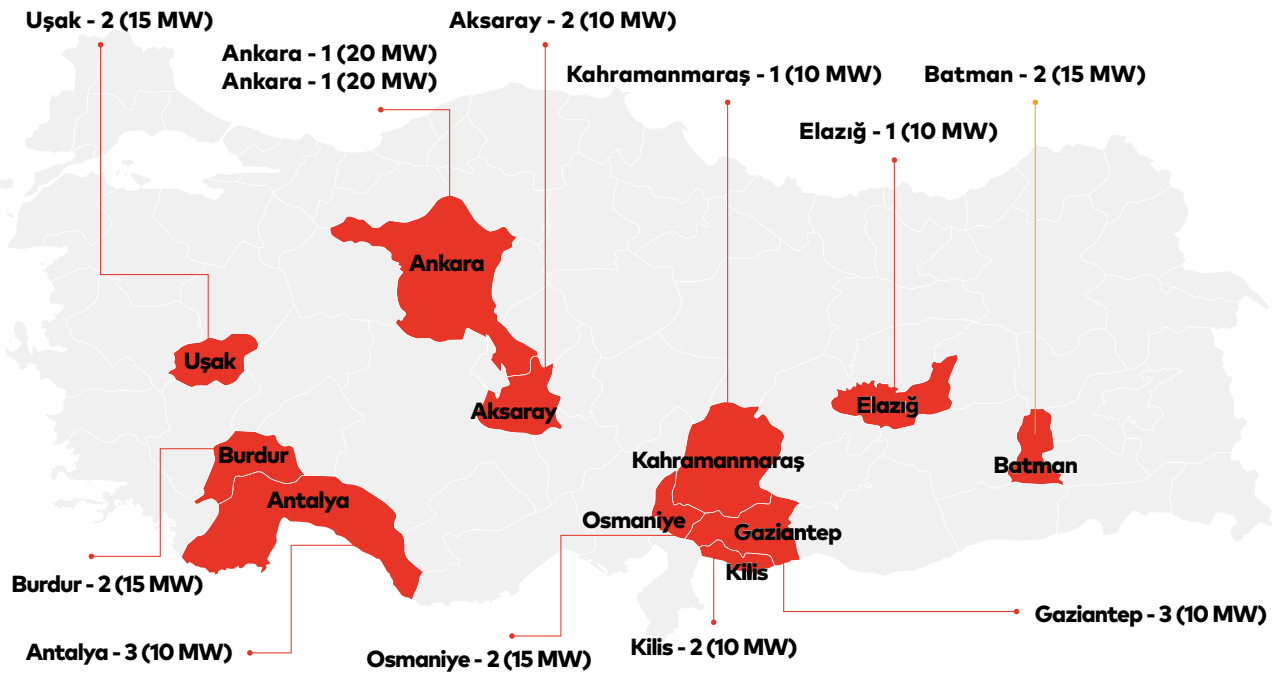 Uşak - 2 (15 MW)
Aksaray - 2 (10 MW)
Ankara - 1 (20 MW)
Ankara - 1 (20 MW)
Kahramanmaraş - 1 (10 MW)
Batman - 2 (15 MW)
Elazığ - 1 (10 MW)
Ankara
Uşak
Aksaray
Elazığ
Burdur
Kahramanmaraş
Batman
Antalya
Osmaniye
Gaziantep
Kilis
Burdur - 2 (15 MW)
Gaziantep - 3 (10 MW)
Antalya - 3 (10 MW)
Osmaniye - 2 (15 MW)
Kilis - 2 (10 MW)